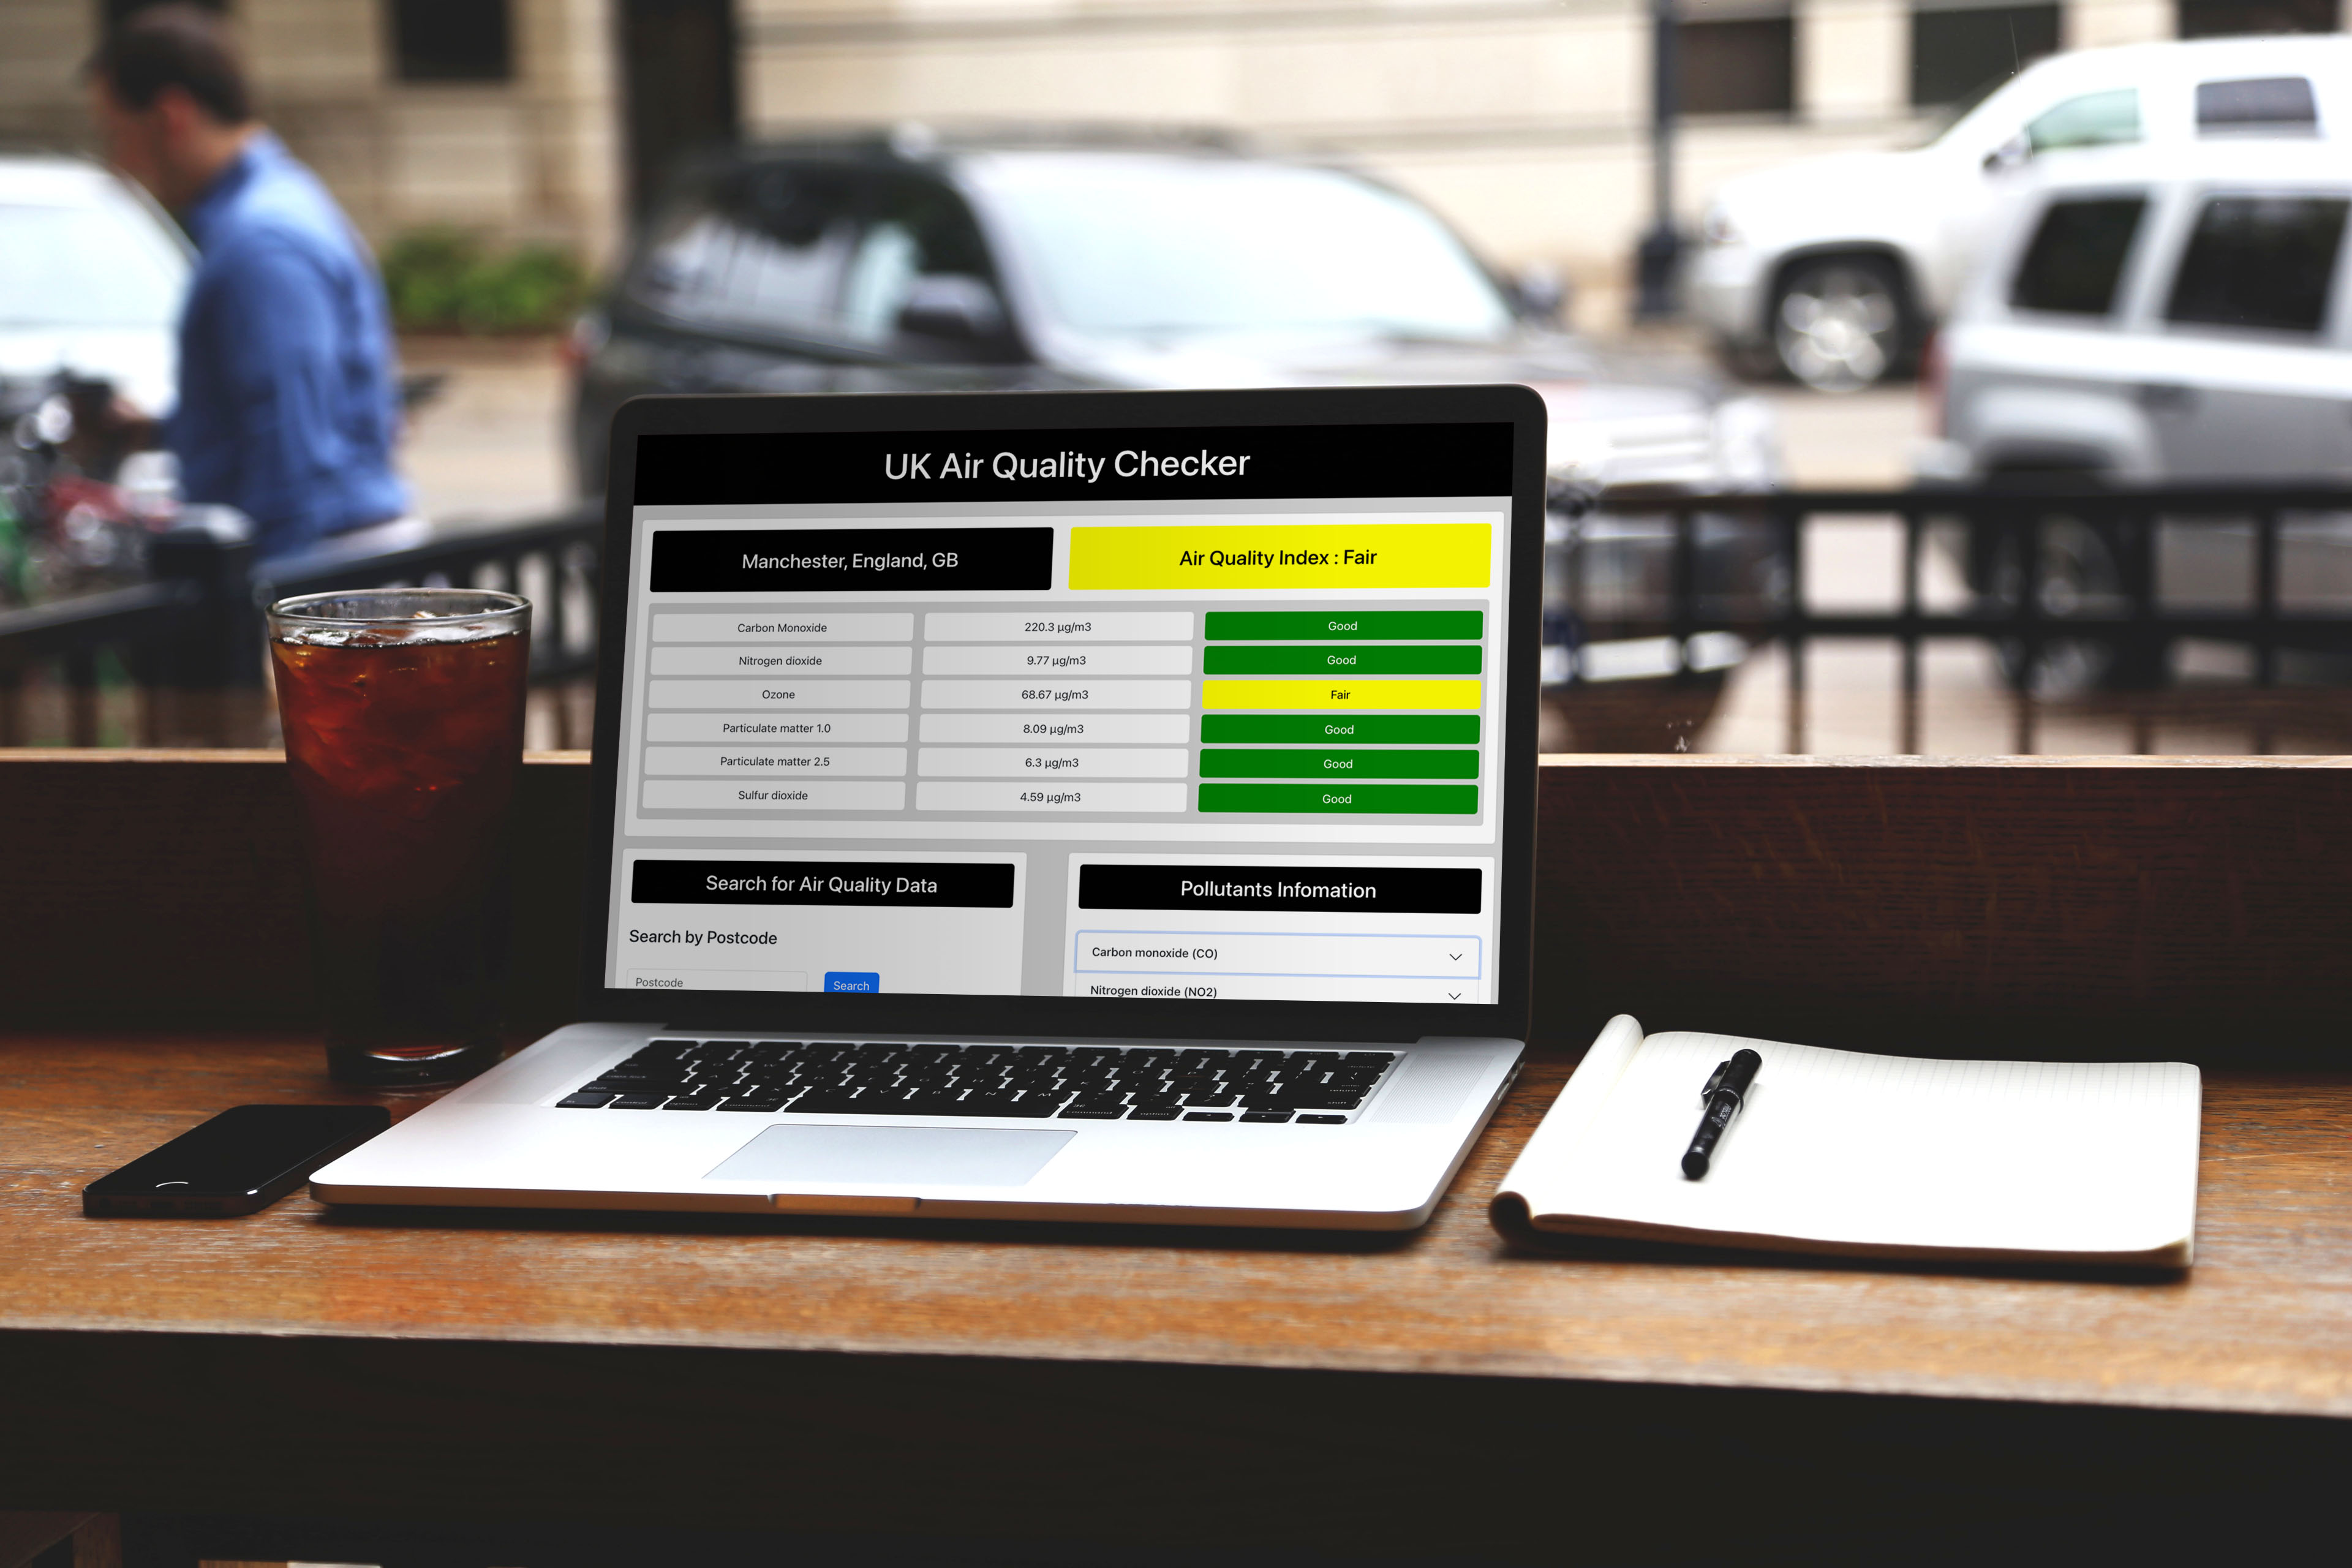 UK Air Quality Checker
Manchester, England, GB
Air Quality Index : Fair
Carbon Monoxide 220.3 µg/m3 Good
Nitrogen dioxide 9.77 µg/m3 Good
Ozone 68.67 µg/m3 Fair
Particulate matter 1.0 8.09 µg/m3 Good
Particulate matter 2.5 6.3 µg/m3 Good
Sulfur dioxide 4.59 µg/m3 Good
Search for Air Quality Data
Search by Postcode
Postcode Search
Pollutants Infomation
Carbon monoxide (CO)
Nitrogen dioxide (NO2)